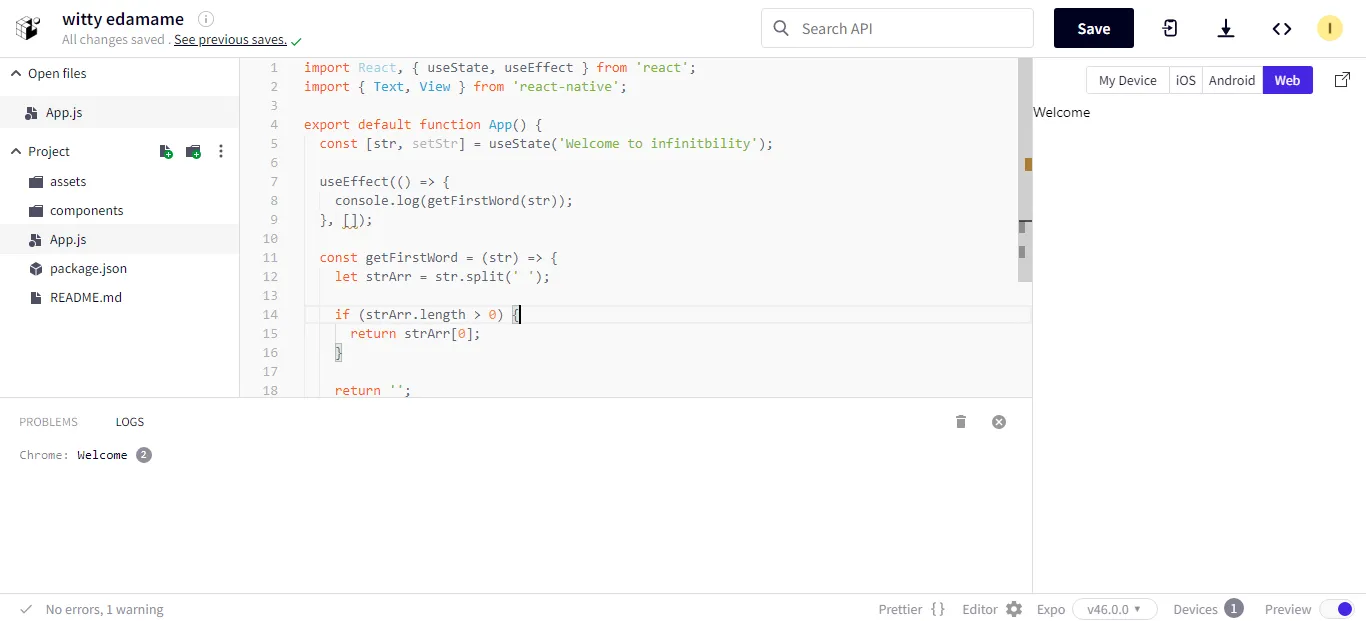 witty edamame
All changes saved . See previous saves.
Search API
Save
I
Open files
App.js
Project
assets
components
App.js
package.json
README.md
1 import React, { useState, useEffect } from 'react';
2 import { Text, View } from 'react-native';
3
4 export default function App() {
5 const [str, setStr] = useState('Welcome to infinitbility');
6
7 useEffect(() => {
8 console.log(getFirstWord(str));
9 }, []);
10
11 const getFirstWord = (str) => {
12 let strArr = str.split(' ');
13
14 if (strArr.length > 0) {
15 return strArr[0];
16 }
17
18 return '';
My Device iOS Android Web
Welcome
PROBLEMS LOGS
Chrome: Welcome 2
No errors, 1 warning
Prettier {} Editor Expo v46.0.0 Devices 1 Preview